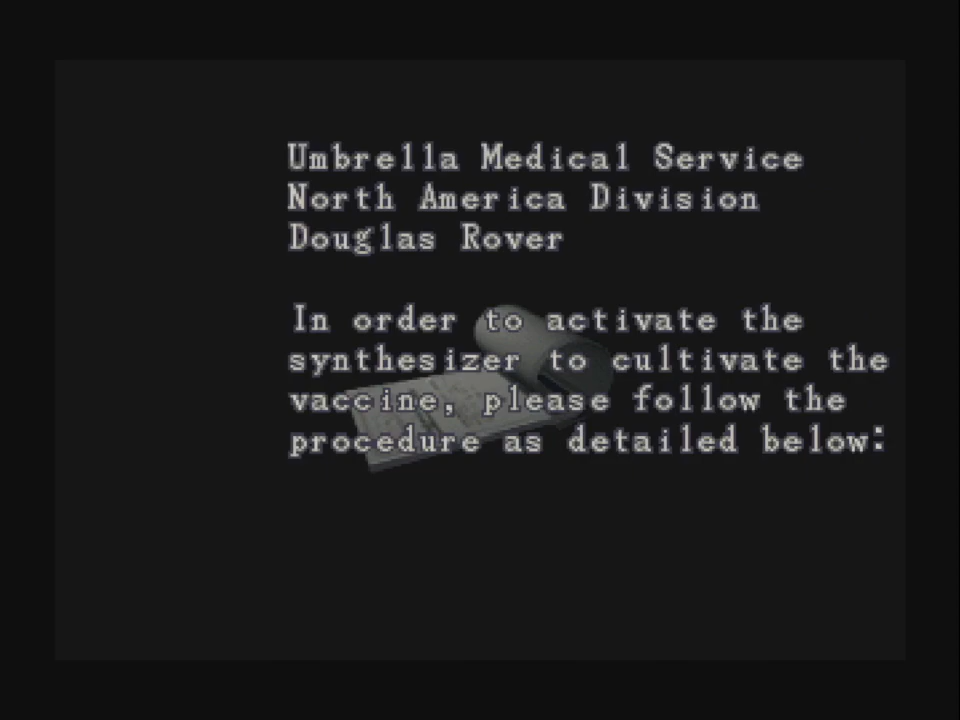 Umbrella Medical Service
North America Division
Douglas Rover
In order to activate the
synthesizer to cultivate the
vaccine, please follow the
procedure as detailed below: